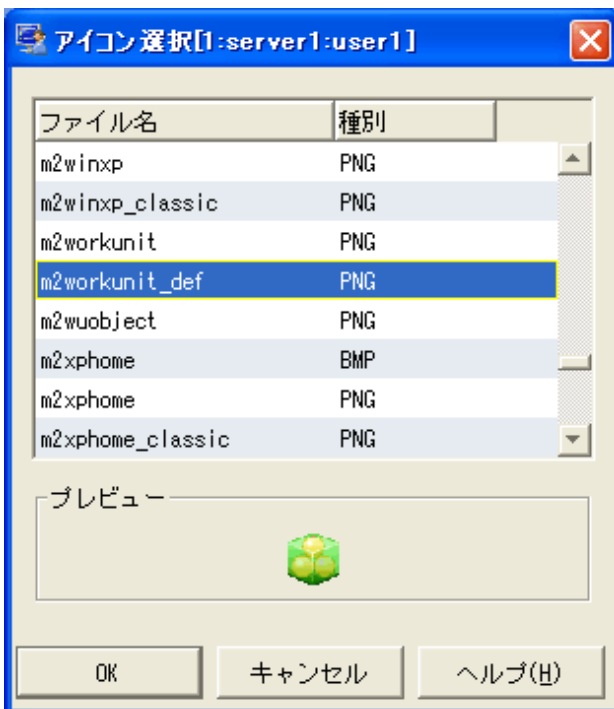 アイコン選択[1:server1:user1]
ファイル名 種別
m2winxp PNG
m2winxp_classic PNG
m2workunit PNG
m2workunit_def PNG
m2wuobject PNG
m2xphome BMP
m2xphome PNG
m2xphome_classic PNG
プレビュー
OK キャンセル ヘルプ(H)